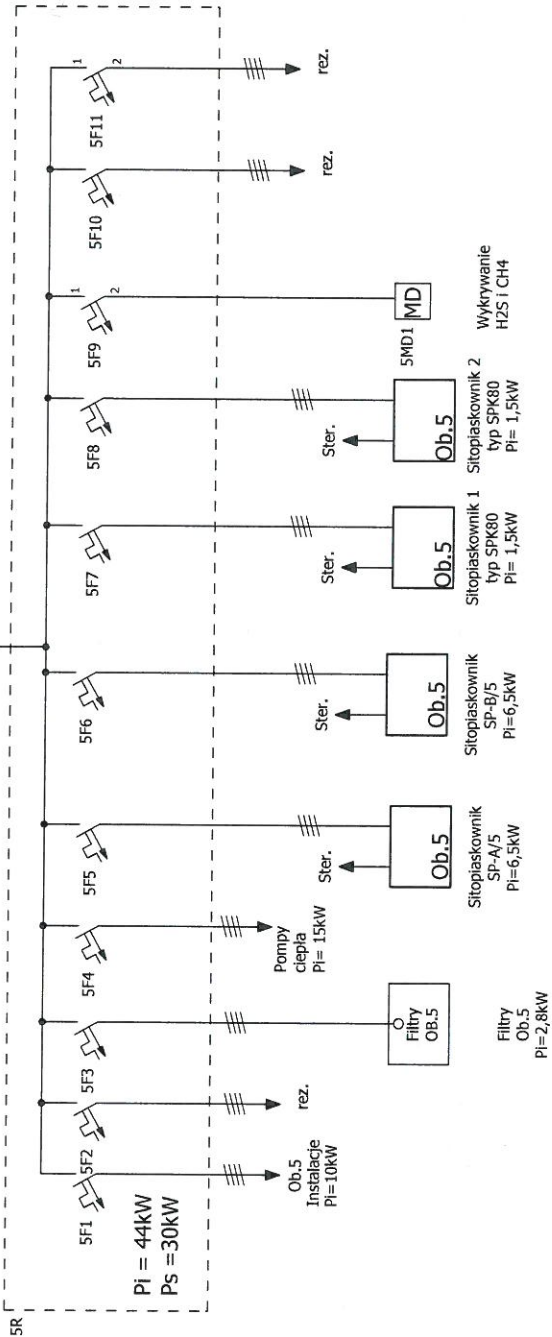 5R
Pi = 44kW
Ps =30kW
5F1
5F2
5F3
5F4
5F5
5F6
5F7
5F8
5F9
1
2
5F10
5F11
1
2
Ob.5
Instalacje
Pi=10kW
rez.
Filtry
OB.5
Filtry
Ob.5
Pi=2,8kW
Pompy
ciepła
Pi= 15kW
Ster.
Ob.5
Sitopiaskownik
SP-A/5
Pi=6,5kW
Ster.
Ob.5
Sitopiaskownik
SP-B/5
Pi=6,5kW
Ster.
Ob.5
Sitopiaskownik 1
typ SPK80
Pi= 1,5kW
Ster.
Ob.5
Sitopiaskownik 2
typ SPK80
Pi= 1,5kW
5MD1
MD
Wykrywanie
H2S i CH4
rez.
rez.